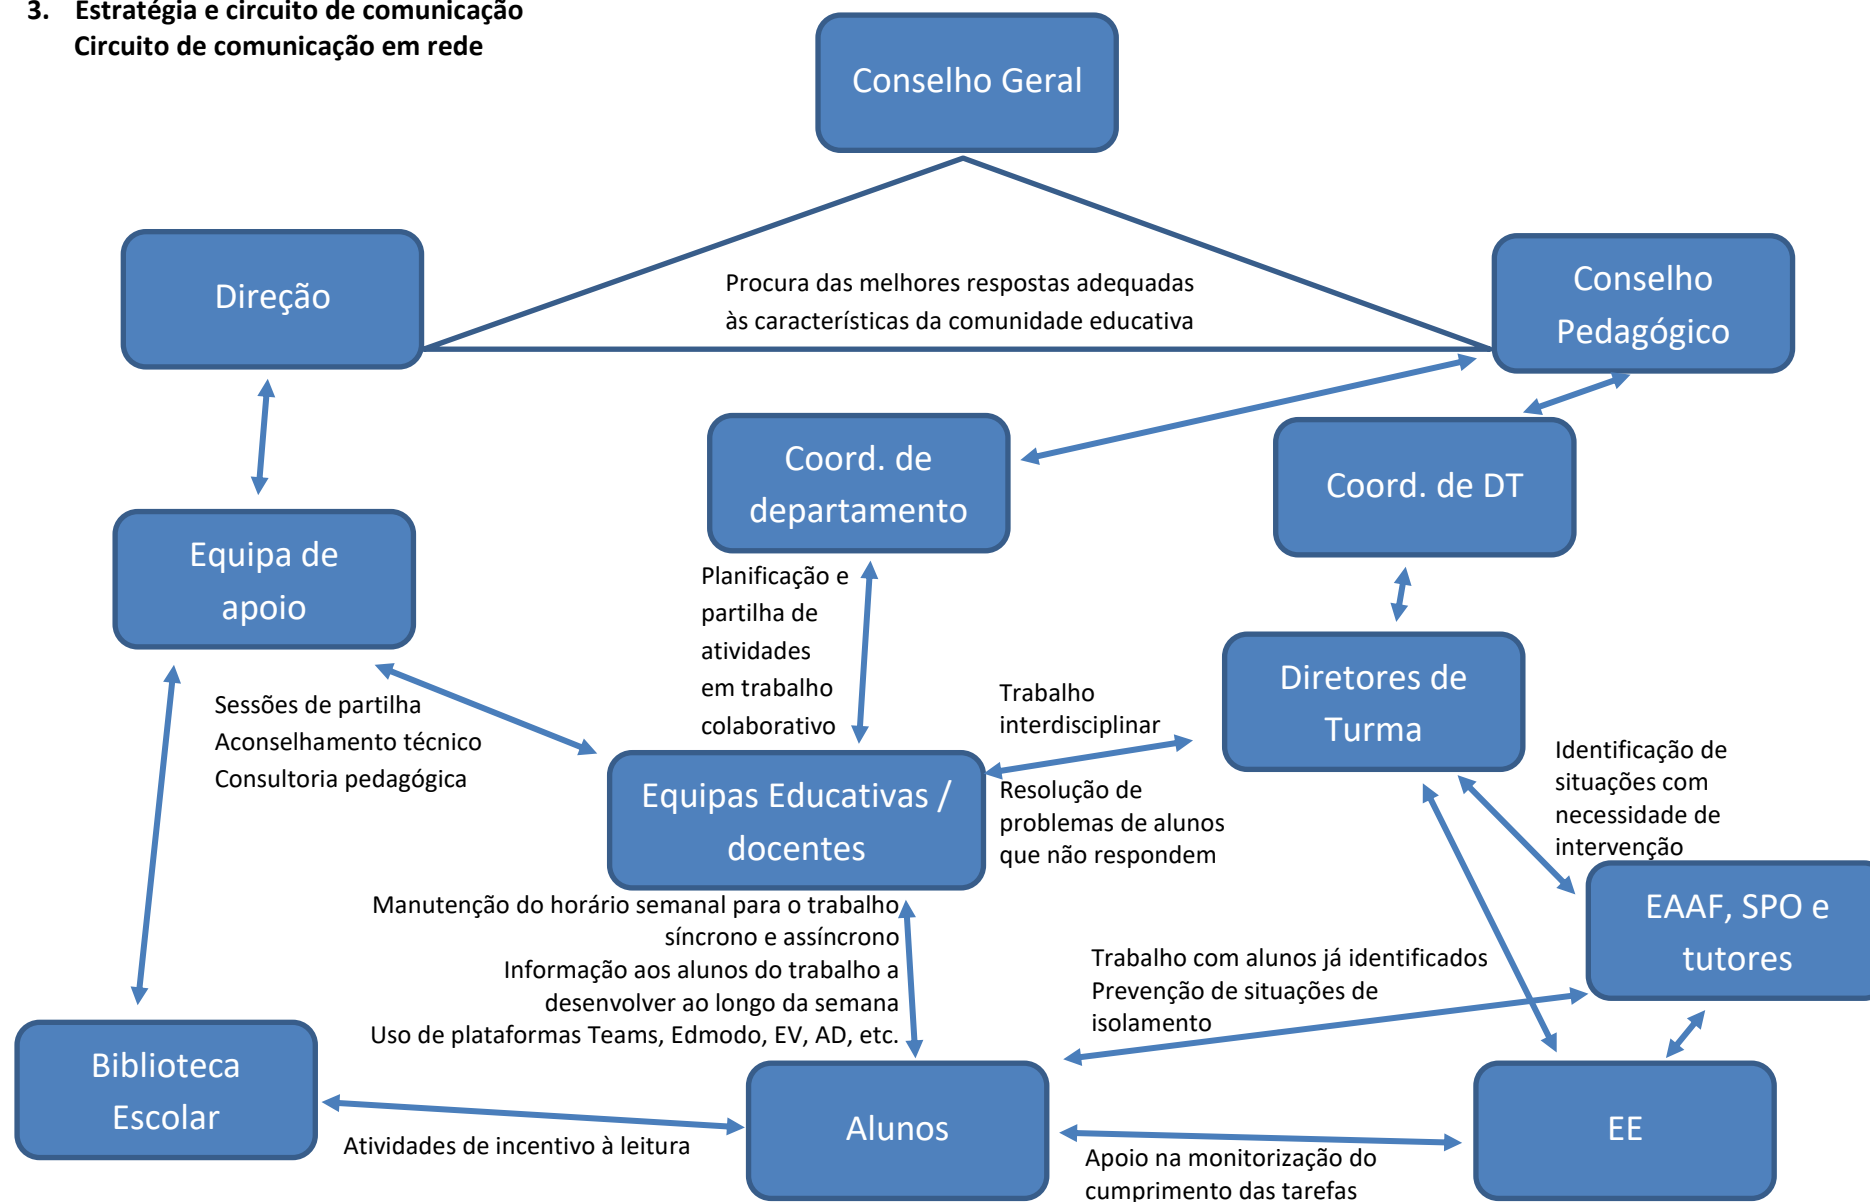 3. Estratégia e circuito de comunicação
Circuito de comunicação em rede
Conselho Geral
Direção
Procura das melhores respostas adequadas
às características da comunidade educativa
Conselho
Pedagógico
Coord. de
departamento
Coord. de DT
Equipa de
apoio
Planificação e
partilha de
atividades
em trabalho
colaborativo
Diretores de
Turma
Sessões de partilha
Aconselhamento técnico
Consultoria pedagógica
Trabalho
interdisciplinar
Identificação de
situações com
necessidade de
intervenção
Equipas Educativas /
docentes
Resolução de
problemas de alunos
que não respondem
EAAF, SPO e
tutores
Manutenção do horário semanal para o trabalho
síncrono e assíncrono
Informação aos alunos do trabalho a
desenvolver ao longo da semana
Uso de plataformas Teams, Edmodo, EV, AD, etc.
Trabalho com alunos já identificados
Prevenção de situações de
isolamento
Biblioteca
Escolar
Atividades de incentivo à leitura
Alunos
Apoio na monitorização do
cumprimento das tarefas
EE